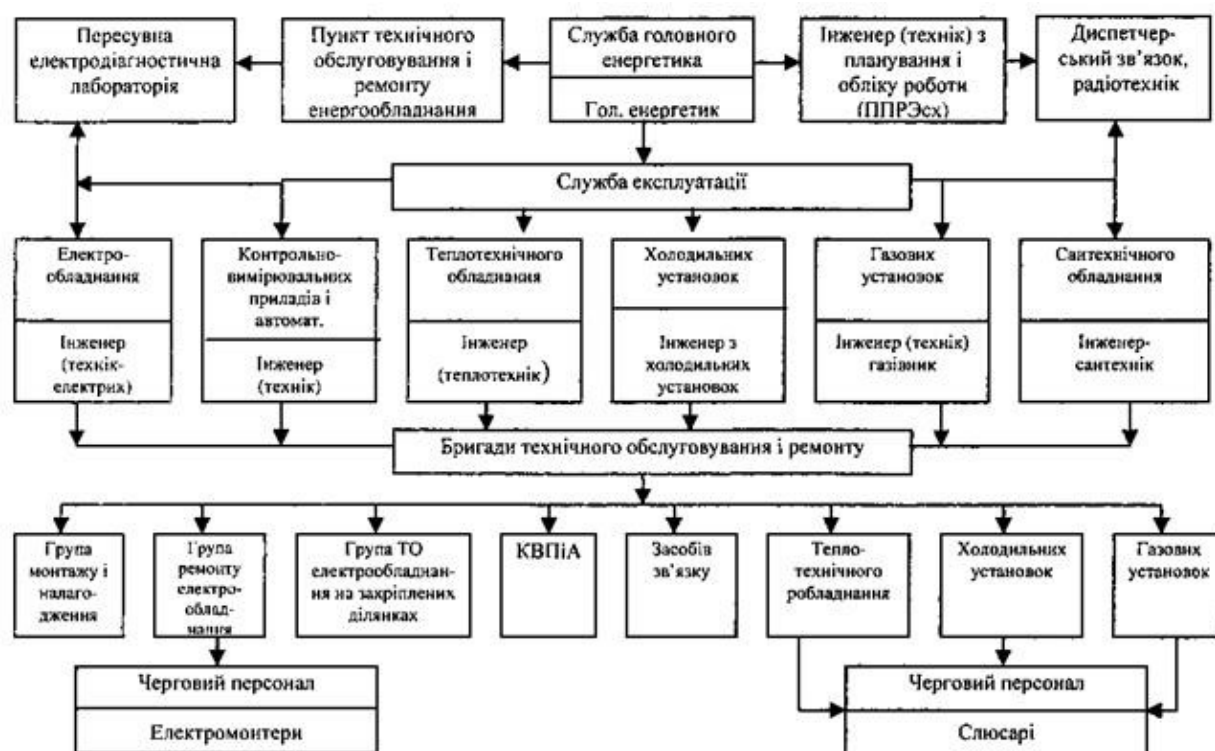 Пересувна
електродіагностична
лабораторія
Пункт технічного
обслуговування і
ремонту
енергообладнання
Служба головного
енергетика
Гол. енергетик
Інженер (технік) з
планування і
обліку роботи
(ППРЭсх)
Диспетчер-
ський зв’язок,
радіотехнік
Служба експлуатації
Електро-
обладнання
Інженер
(технік-
електрих)
Контрольно-
вимірювальних
приладів і
автомат.
Інженер
(технік)
Теплотехнічного
обладнання
Інженер
(теплотехнік)
Холодильних
установок
Інженер з
холодильних
установок
Газових
установок
Інженер (технік)
газівник
Сантехнічного
обладнання
Інженер-
сантехнік
Бригади технічного обслуговування і ремонту
Група
монтажу і
налаго-
дження
Група
ремонту
електро-
облад-
нання
Група ТО
електрообладнан-
ня на закріплених
ділянках
КВПіА
Засобів
зв’язку
Тепло-
технічного
робладнання
Холодильних
установок
Газових
установок
Черговий персонал
Електромонтери
Черговий персонал
Слюсарі